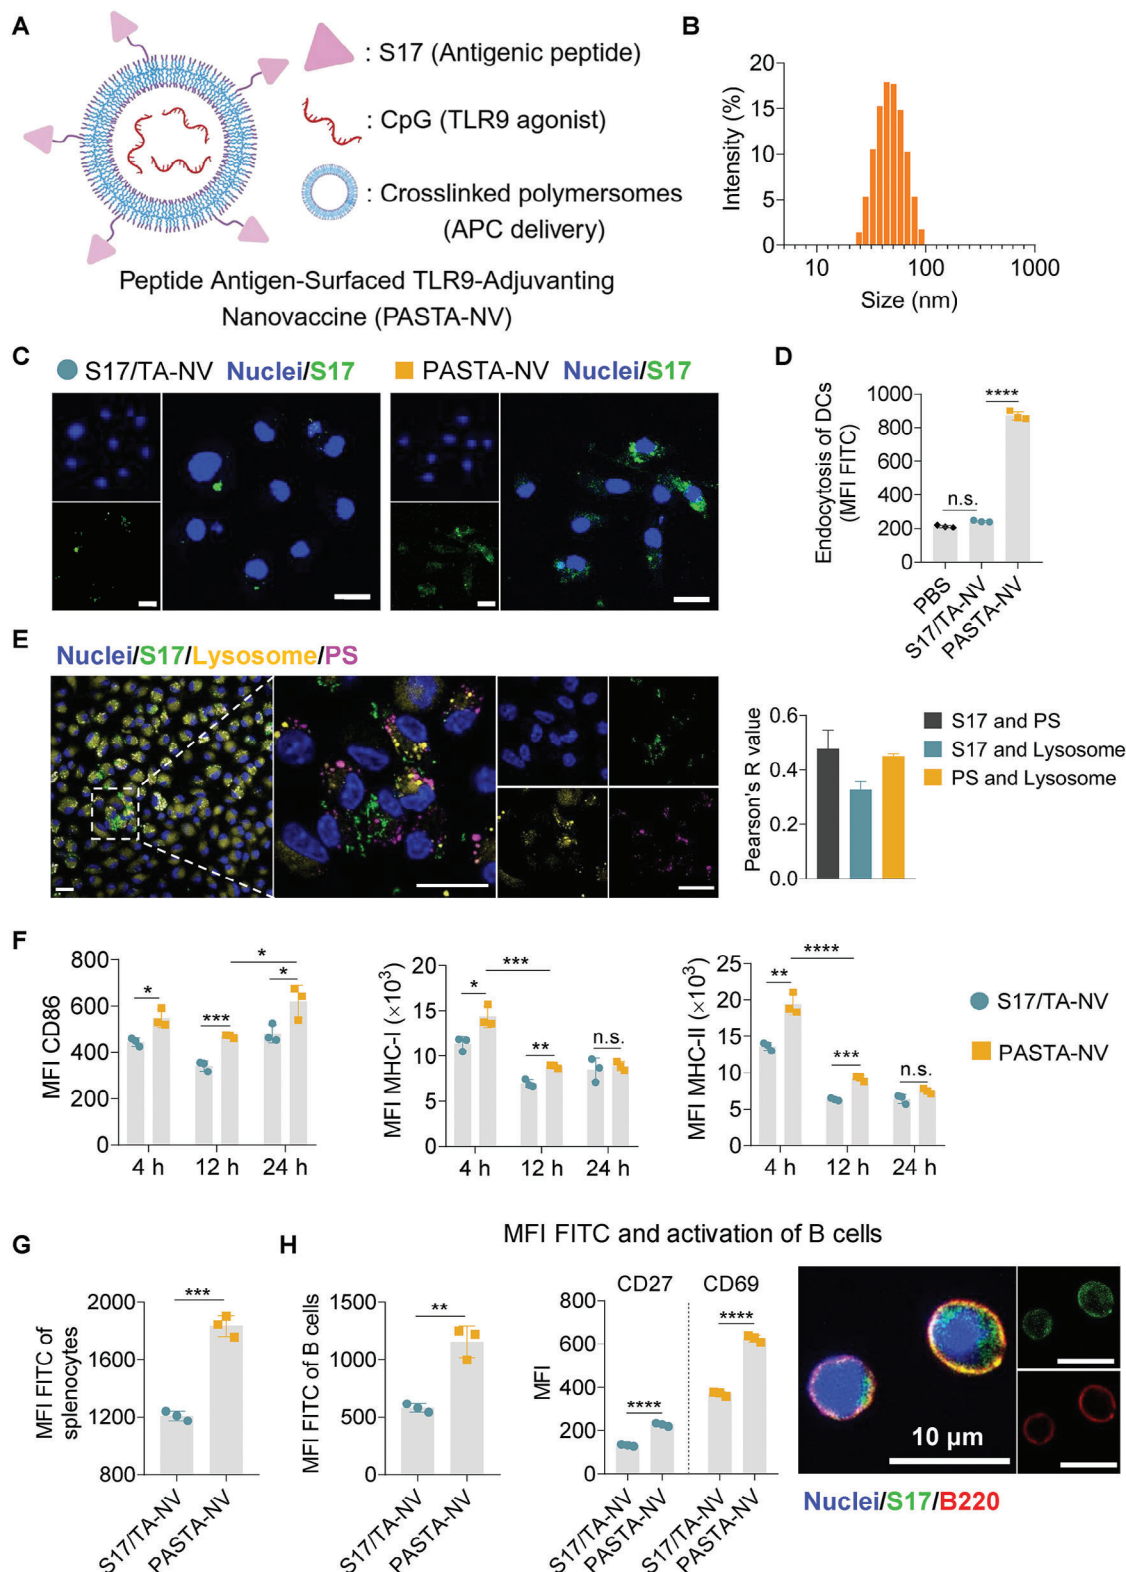 A
: S17 (Antigenic peptide)
: CpG (TLR9 agonist)
: Crosslinked polymersomes
(APC delivery)
Peptide Antigen-Surfaced TLR9-Adjuvanting
Nanovaccine (PASTA-NV)
B
Intensity (%)
20
15
10
5
0
10
100
1000
Size (nm)
C
S17/TA-NV Nuclei/S17
PASTA-NV Nuclei/S17
D
Endocytosis of DCs
(MFI FITC)
1000
800
600
400
200
0
n.s.
****
PBS
S17/TA-NV
PASTA-NV
E
Nuclei/S17/Lysosome/PS
Pearson's R value
0.6
0.4
0.2
0.0
S17 and PS
S17 and Lysosome
PS and Lysosome
F
MFI CD86
800
600
400
200
0
*
***
*
*
4 h
12 h
24 h
MFI MHC-I (×10³)
20
15
10
5
0
*
***
**
n.s.
4 h
12 h
24 h
MFI MHC-II (×10³)
25
20
15
10
5
0
**
****
***
n.s.
4 h
12 h
24 h
S17/TA-NV
PASTA-NV
G
MFI FITC of
splenocytes
2000
1600
1200
800
***
S17/TA-NV
PASTA-NV
H
MFI FITC and activation of B cells
MFI FITC of B cells
1500
1000
500
0
**
S17/TA-NV
PASTA-NV
CD27
CD69
MFI
800
600
400
200
0
****
****
S17/TA-NV
PASTA-NV
S17/TA-NV
PASTA-NV
10 µm
Nuclei/S17/B220